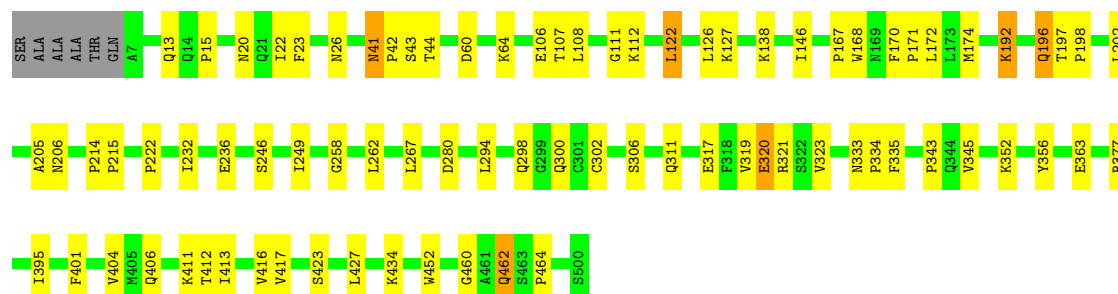 SER ALA ALA ALA THR GLN A7 Q13 Q14 P15 N20 Q21 I22 F23 N26 N41 P42 S43 T44 D60 K64 E106 T107 L108 G111 K112 L122 L126 K127 K138 I146 P167 W168 N169 F170 P171 L172 L173 M174 K192 Q196 T197 P198
A205 N206 P214 P215 P222 I232 E236 S246 I249 G258 L262 L267 D280 L294 Q298 G299 Q300 C301 C302 S306 Q311 E317 F318 V319 E320 R321 S322 V323 N333 P334 F335 P343 Q344 V345 K352 Y356 E363
I395 F401 V404 M405 Q406 K411 T412 I413 V416 V417 S423 L427 K434 W452 G460 A461 Q462 S463 P464 S500